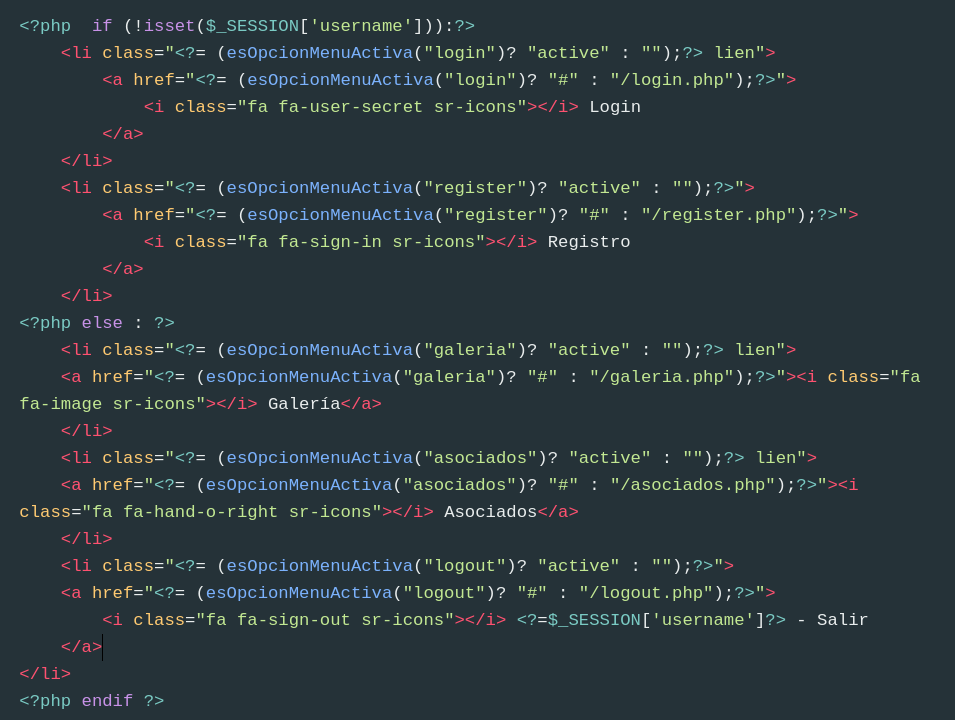 <?php  if (!isset($_SESSION['username'])):?>
    <li class="<?= (esOpcionMenuActiva("login")? "active" : "");?> lien">
        <a href="<?= (esOpcionMenuActiva("login")? "#" : "/login.php");?>">
            <i class="fa fa-user-secret sr-icons"></i> Login
        </a>
    </li>
    <li class="<?= (esOpcionMenuActiva("register")? "active" : "");?>">
        <a href="<?= (esOpcionMenuActiva("register")? "#" : "/register.php");?>">
            <i class="fa fa-sign-in sr-icons"></i> Registro
        </a>
    </li>
<?php else : ?>
    <li class="<?= (esOpcionMenuActiva("galeria")? "active" : "");?> lien">
    <a href="<?= (esOpcionMenuActiva("galeria")? "#" : "/galeria.php");?>"><i class="fa
fa-image sr-icons"></i> Galería</a>
    </li>
    <li class="<?= (esOpcionMenuActiva("asociados")? "active" : "");?> lien">
    <a href="<?= (esOpcionMenuActiva("asociados")? "#" : "/asociados.php");?>"><i
class="fa fa-hand-o-right sr-icons"></i> Asociados</a>
    </li>
    <li class="<?= (esOpcionMenuActiva("logout")? "active" : "");?>">
    <a href="<?= (esOpcionMenuActiva("logout")? "#" : "/logout.php");?>">
        <i class="fa fa-sign-out sr-icons"></i> <?=$_SESSION['username']?> - Salir
    </a>
</li>
<?php endif ?>